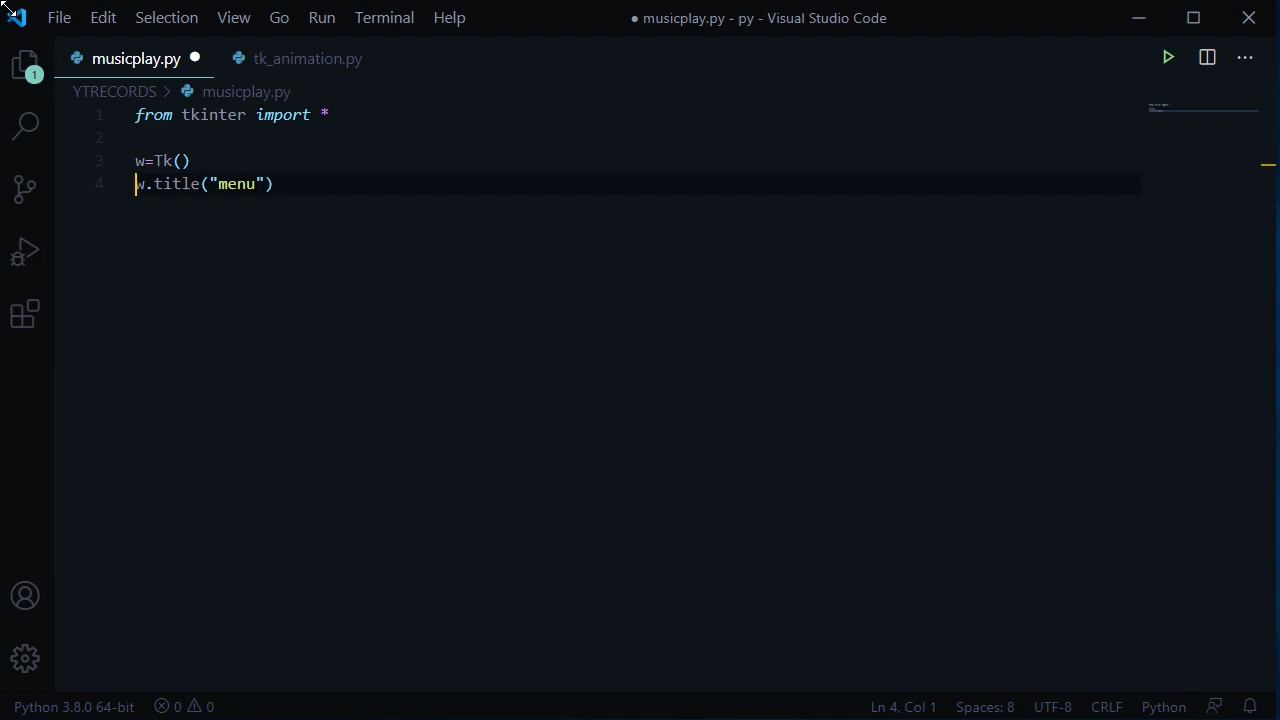 File Edit Selection View Go Run Terminal Help ● musicplay.py - py - Visual Studio Code
musicplay.py tk_animation.py
1
YTRECORDS > musicplay.py
1 from tkinter import *
2
3 w=Tk()
4 w.title("menu")
Python 3.8.0 64-bit 0 0 Ln 4, Col 1 Spaces: 8 UTF-8 CRLF Python